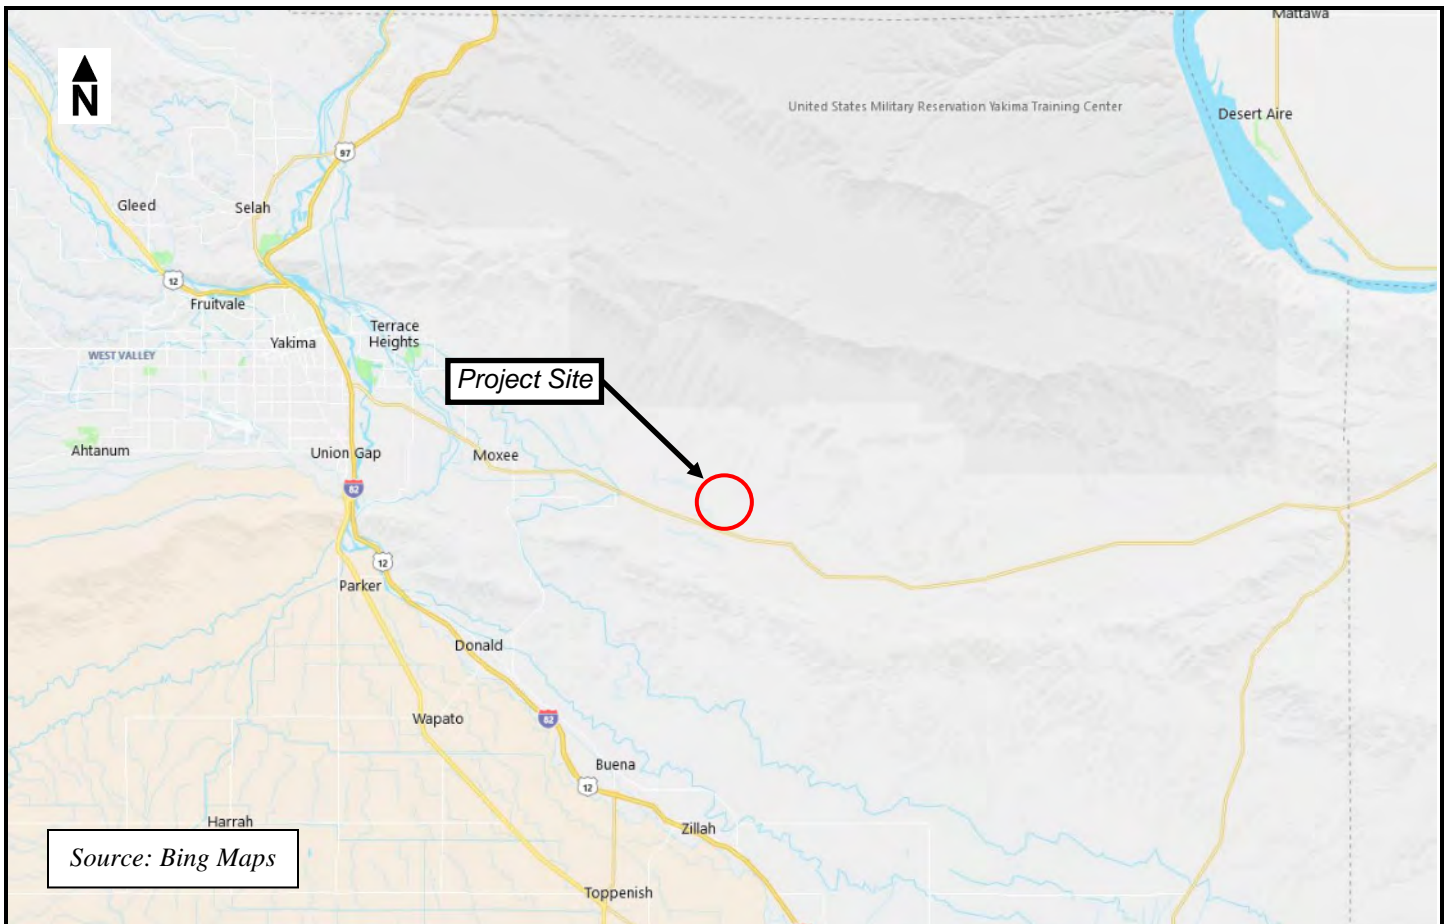 Mattawa
N
United States Military Reservation Yakima Training Center
Desert Aire
97
Gleed
Selah
12
Fruitvale
Terrace
Heights
Yakima
WEST VALLEY
Project Site
Ahtanum
Union Gap
Moxee
82
12
Parker
Donald
Wapato
82
Buena
12
Harrah
Zillah
Source: Bing Maps
Toppenish